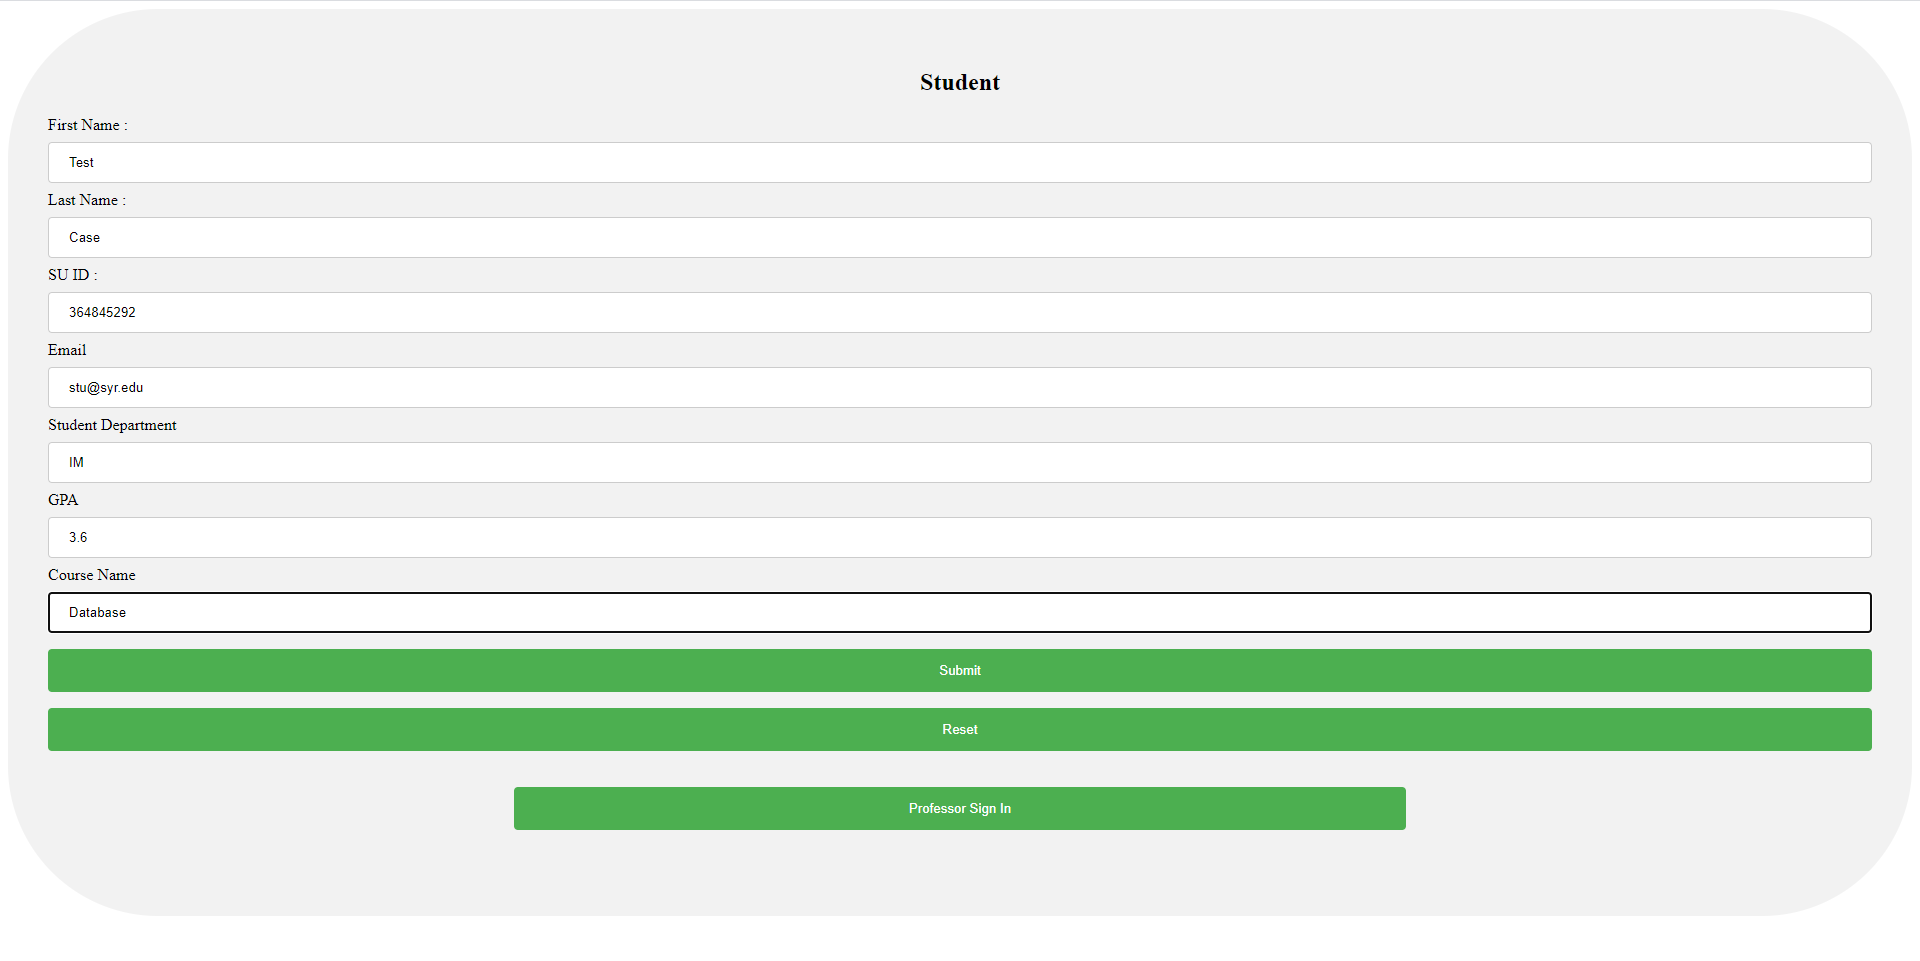 Student
First Name :
Test
Last Name :
Case
SU ID :
364845292
Email
stu@syr.edu
Student Department
IM
GPA
3.6
Course Name
Database
Submit
Reset
Professor Sign In